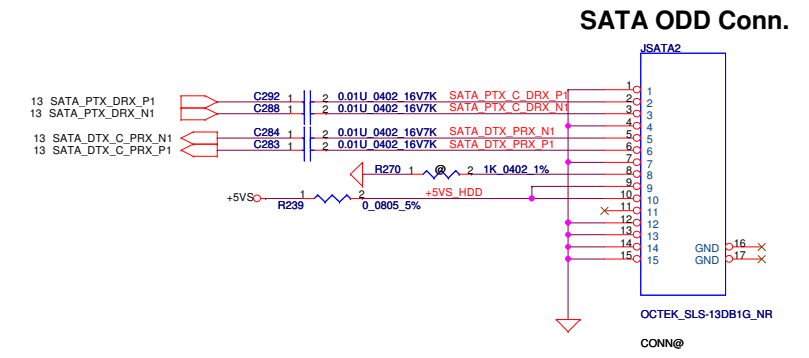 SATA ODD Conn.
JSATA2
13 SATA_PTX_DRX_P1 C292 1 2 0.01U_0402_16V7K SATA_PTX_C_DRX_P1
13 SATA_PTX_DRX_N1 C288 1 2 0.01U_0402_16V7K SATA_PTX_C_DRX_N1
13 SATA_DTX_C_PRX_N1 C284 1 2 0.01U_0402_16V7K SATA_DTX_PRX_N1
13 SATA_DTX_C_PRX_P1 C283 1 2 0.01U_0402_16V7K SATA_DTX_PRX_P1
R270 1 @ 2 1K_0402_1%
+5VS 1 2 +5VS_HDD
R239 0_0805_5%
1 1
2 2
3 3
4 4
5 5
6 6
7 7
8 8
9 9
10 10
11 11
12 12
13 13
14 14 GND 16
15 15 GND 17
OCTEK_SLS-13DB1G_NR
CONN@